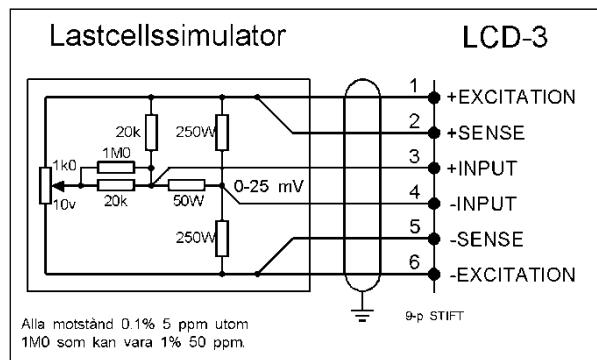 Lastcellssimulator
LCD-3
1
+EXCITATION
2
+SENSE
20k
250W
1M0
3
+INPUT
1k0
0-25 mV
4
-INPUT
10v
20k
50W
5
-SENSE
250W
6
-EXCITATION
9-p STIFT
Alla motstånd 0.1% 5 ppm utom
1M0 som kan vara 1% 50 ppm.